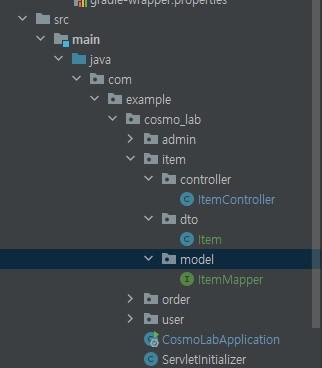 gradle-wrapper.properties
src
main
java
com
example
cosmo_lab
admin
item
controller
ItemController
dto
Item
model
ItemMapper
order
user
CosmoLabApplication
ServletInitializer